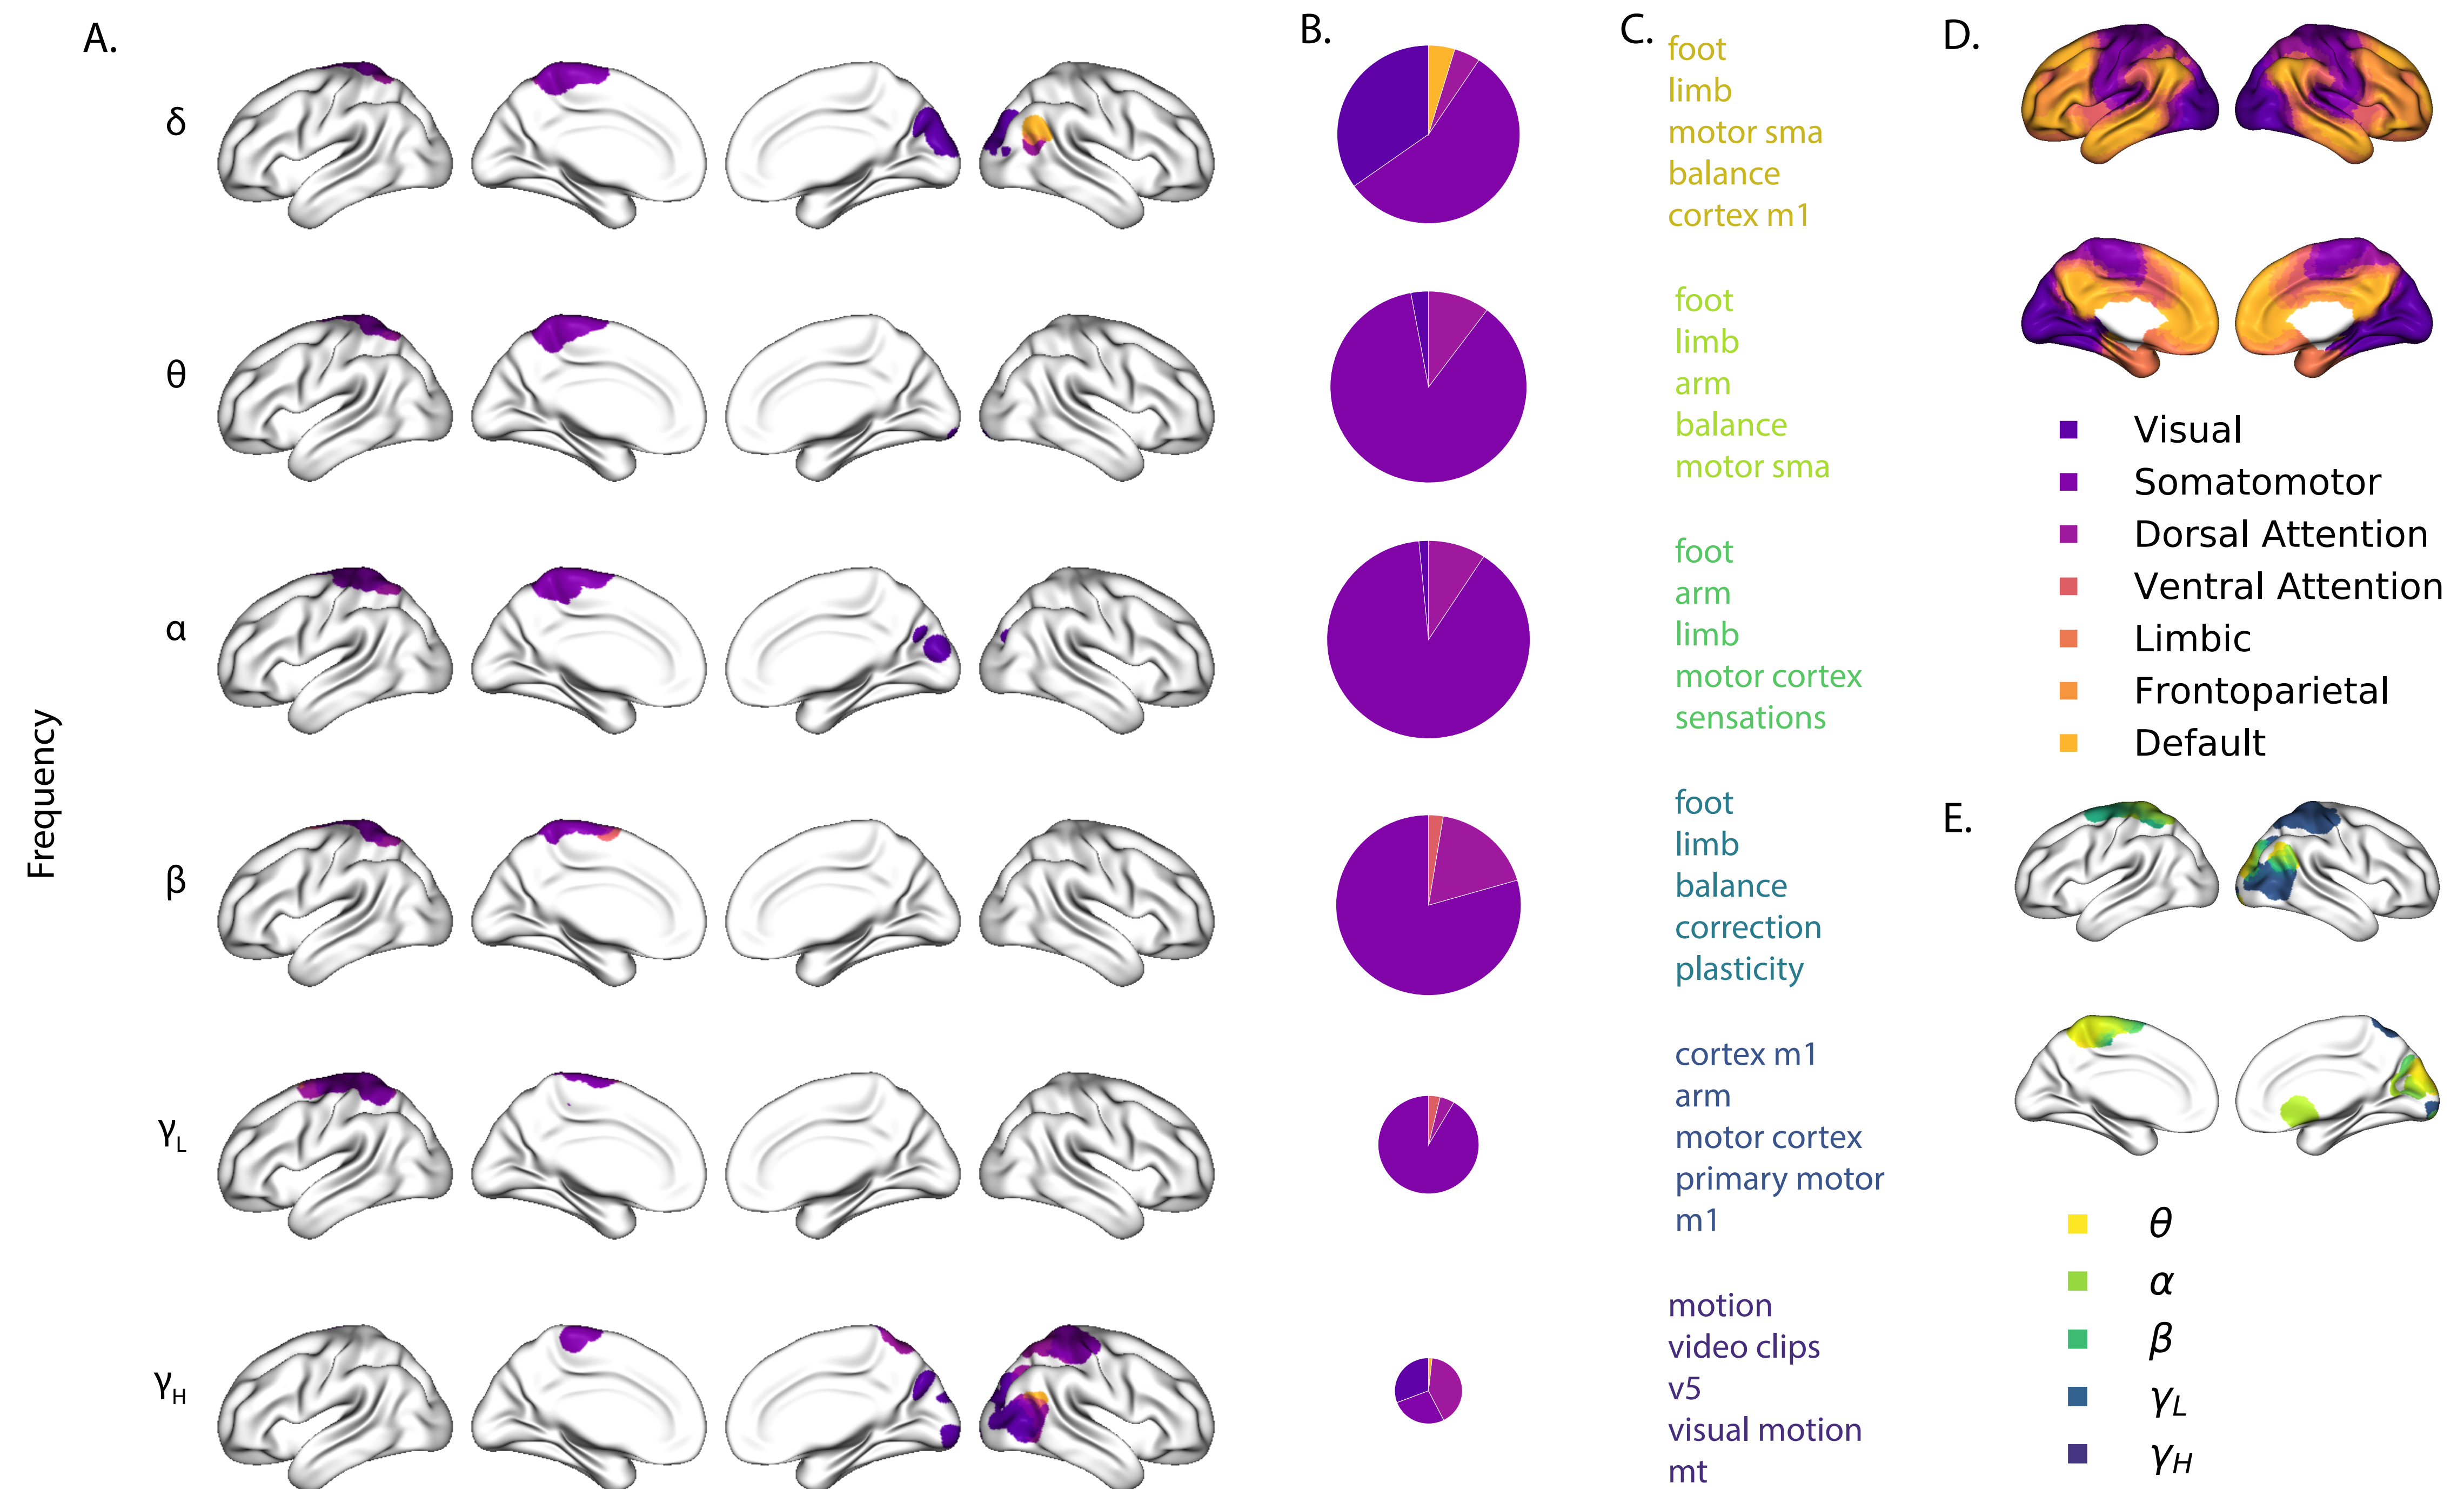 A.
B.
C.
D.
δ
foot
limb
motor sma
balance
cortex m1
θ
foot
limb
arm
balance
motor sma
α
foot
arm
limb
motor cortex
sensations
β
foot
limb
balance
correction
plasticity
γL
cortex m1
arm
motor cortex
primary motor
m1
γH
motion
video clips
v5
visual motion
mt
Frequency
Visual
Somatomotor
Dorsal Attention
Ventral Attention
Limbic
Frontoparietal
Default
E.
θ
α
β
γL
γH